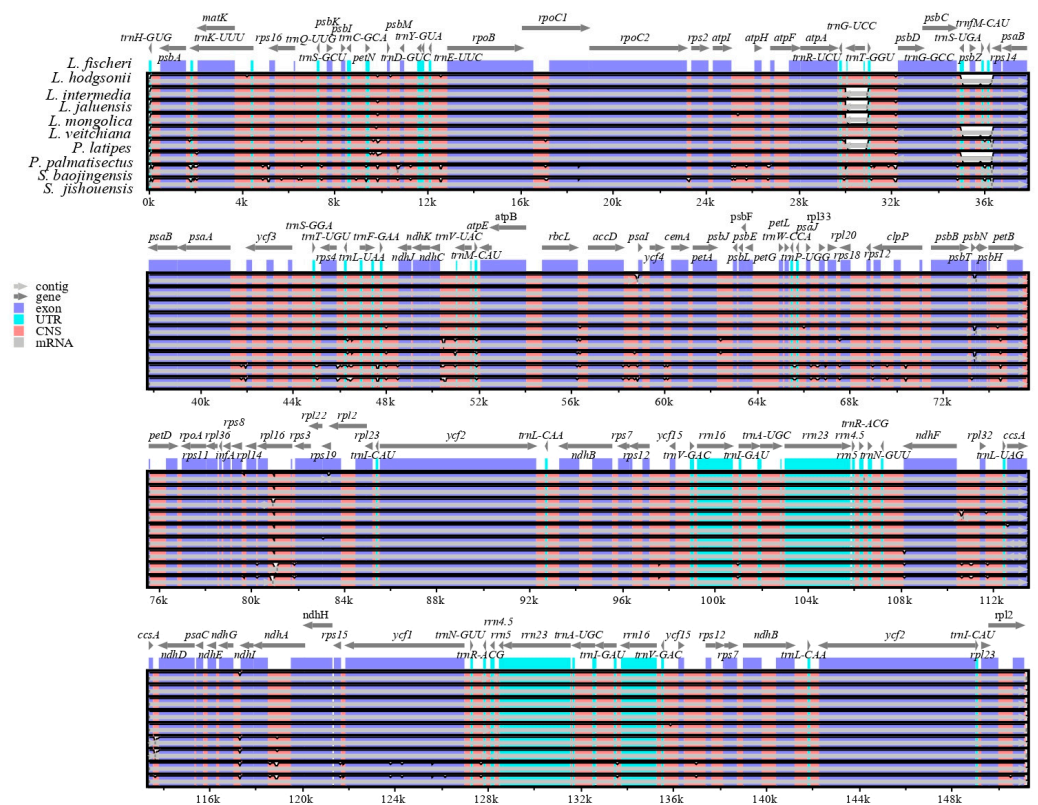 matK psbK psbM rpoC1 trnG-UCC psbC trnfM-CAU
trnH-GUG trnK-UUU rps16 trnQ-UUG psbI trnC-GCA trnY-GUA rpoB rpoC2 rps2 atpI atpH atpF atpA psbD trnS-UGA psaB
psbA trnS-GCU petN trnD-GUC trnE-UUC trnR-UCU trnT-GGU trnG-GCC psbZ rps14
L. fischeri
L. hodgsonii
L. intermedia
L. jaluensis
L. mongolica
L. veitchiana
P. latipes
P. palmatisectus
S. baojingensis
S. jishouensis
0k 4k 8k 12k 16k 20k 24k 28k 32k 36k
trnS-GGA atpE atpB psbF petL rpl33
psaB psaA ycf3 trnT-UGU trnF-GAA ndhK trnV-UAC rbcL accD psaI cemA psbJ psbE trnW-CCA psaJ rpl20 clpP psbB psbN petB
rps4 trnL-UAA ndhJ ndhC trnM-CAU ycf4 petA psbL petG trnP-UGG rps18 rps12 psbT psbH
contig
gene
exon
UTR
CNS
mRNA
40k 44k 48k 52k 56k 60k 64k 68k 72k
rps8 rpl22 rpl2 trnR-ACG
petD rpoA rpl36 rpl16 rps3 rpl23 ycf2 trnL-CAA rps7 ycf15 rrn16 trnA-UGC rrn23 rrn4.5 ndhF rpl32 ccsA
rps11 infA rpl14 rps19 trnI-CAU ndhB rps12 trnV-GAC trnI-GAU rrn5 trnN-GUU trnL-UAG
76k 80k 84k 88k 92k 96k 100k 104k 108k 112k
ndhH rrn4.5 rpl2
ccsA psaC ndhG ndhA rps15 ycf1 trnN-GUU rrn5 rrn23 trnA-UGC rrn16 ycf15 rps12 ndhB ycf2 trnI-CAU
ndhD ndhE ndhI trnR-ACG trnI-GAU trnV-GAC rps7 trnL-CAA rpl23
116k 120k 124k 128k 132k 136k 140k 144k 148k